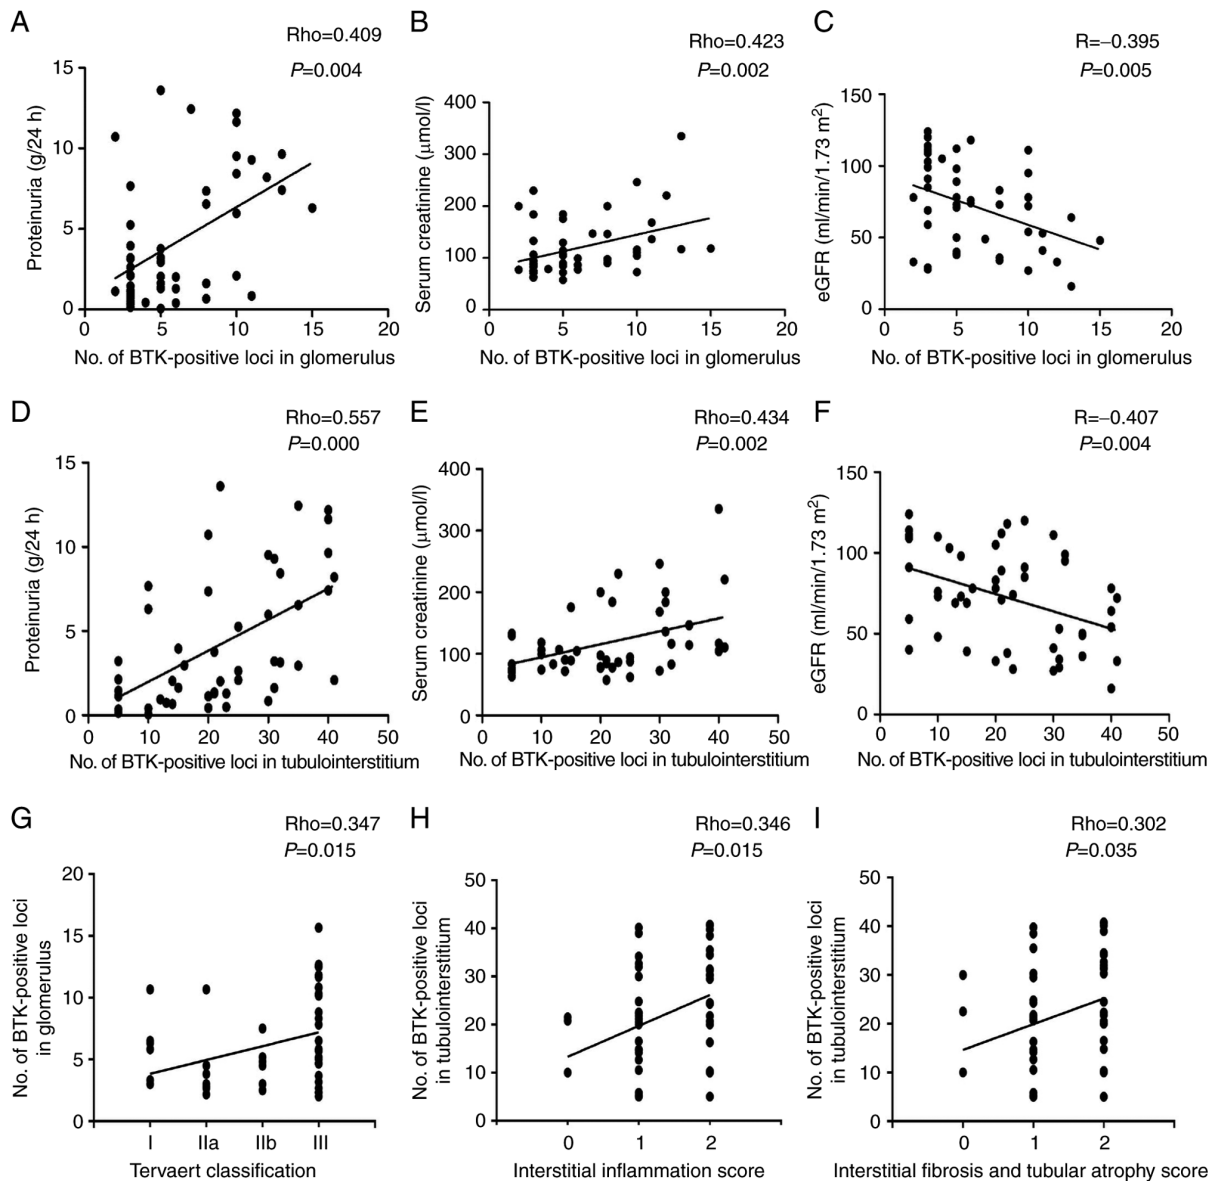 A
Rho=0.409
P=0.004
Proteinuria (g/24 h)
15
10
5
0
0 5 10 15 20
No. of BTK-positive loci in glomerulus
B
Rho=0.423
P=0.002
Serum creatinine (μmol/l)
400
300
200
100
0
0 5 10 15 20
No. of BTK-positive loci in glomerulus
C
R=−0.395
P=0.005
eGFR (ml/min/1.73 m²)
150
100
50
0
0 5 10 15 20
No. of BTK-positive loci in glomerulus
D
Rho=0.557
P=0.000
Proteinuria (g/24 h)
15
10
5
0
0 10 20 30 40 50
No. of BTK-positive loci in tubulointerstitium
E
Rho=0.434
P=0.002
Serum creatinine (μmol/l)
400
300
200
100
0
0 10 20 30 40 50
No. of BTK-positive loci in tubulointerstitium
F
R=−0.407
P=0.004
eGFR (ml/min/1.73 m²)
150
100
50
0
0 10 20 30 40 50
No. of BTK-positive loci in tubulointerstitium
G
Rho=0.347
P=0.015
No. of BTK-positive loci
in glomerulus
20
15
10
5
0
I IIa IIb III
Tervaert classification
H
Rho=0.346
P=0.015
No. of BTK-positive loci
in tubulointerstitium
50
40
30
20
10
0
0 1 2
Interstitial inflammation score
I
Rho=0.302
P=0.035
No. of BTK-positive loci
in tubulointerstitium
50
40
30
20
10
0
0 1 2
Interstitial fibrosis and tubular atrophy score